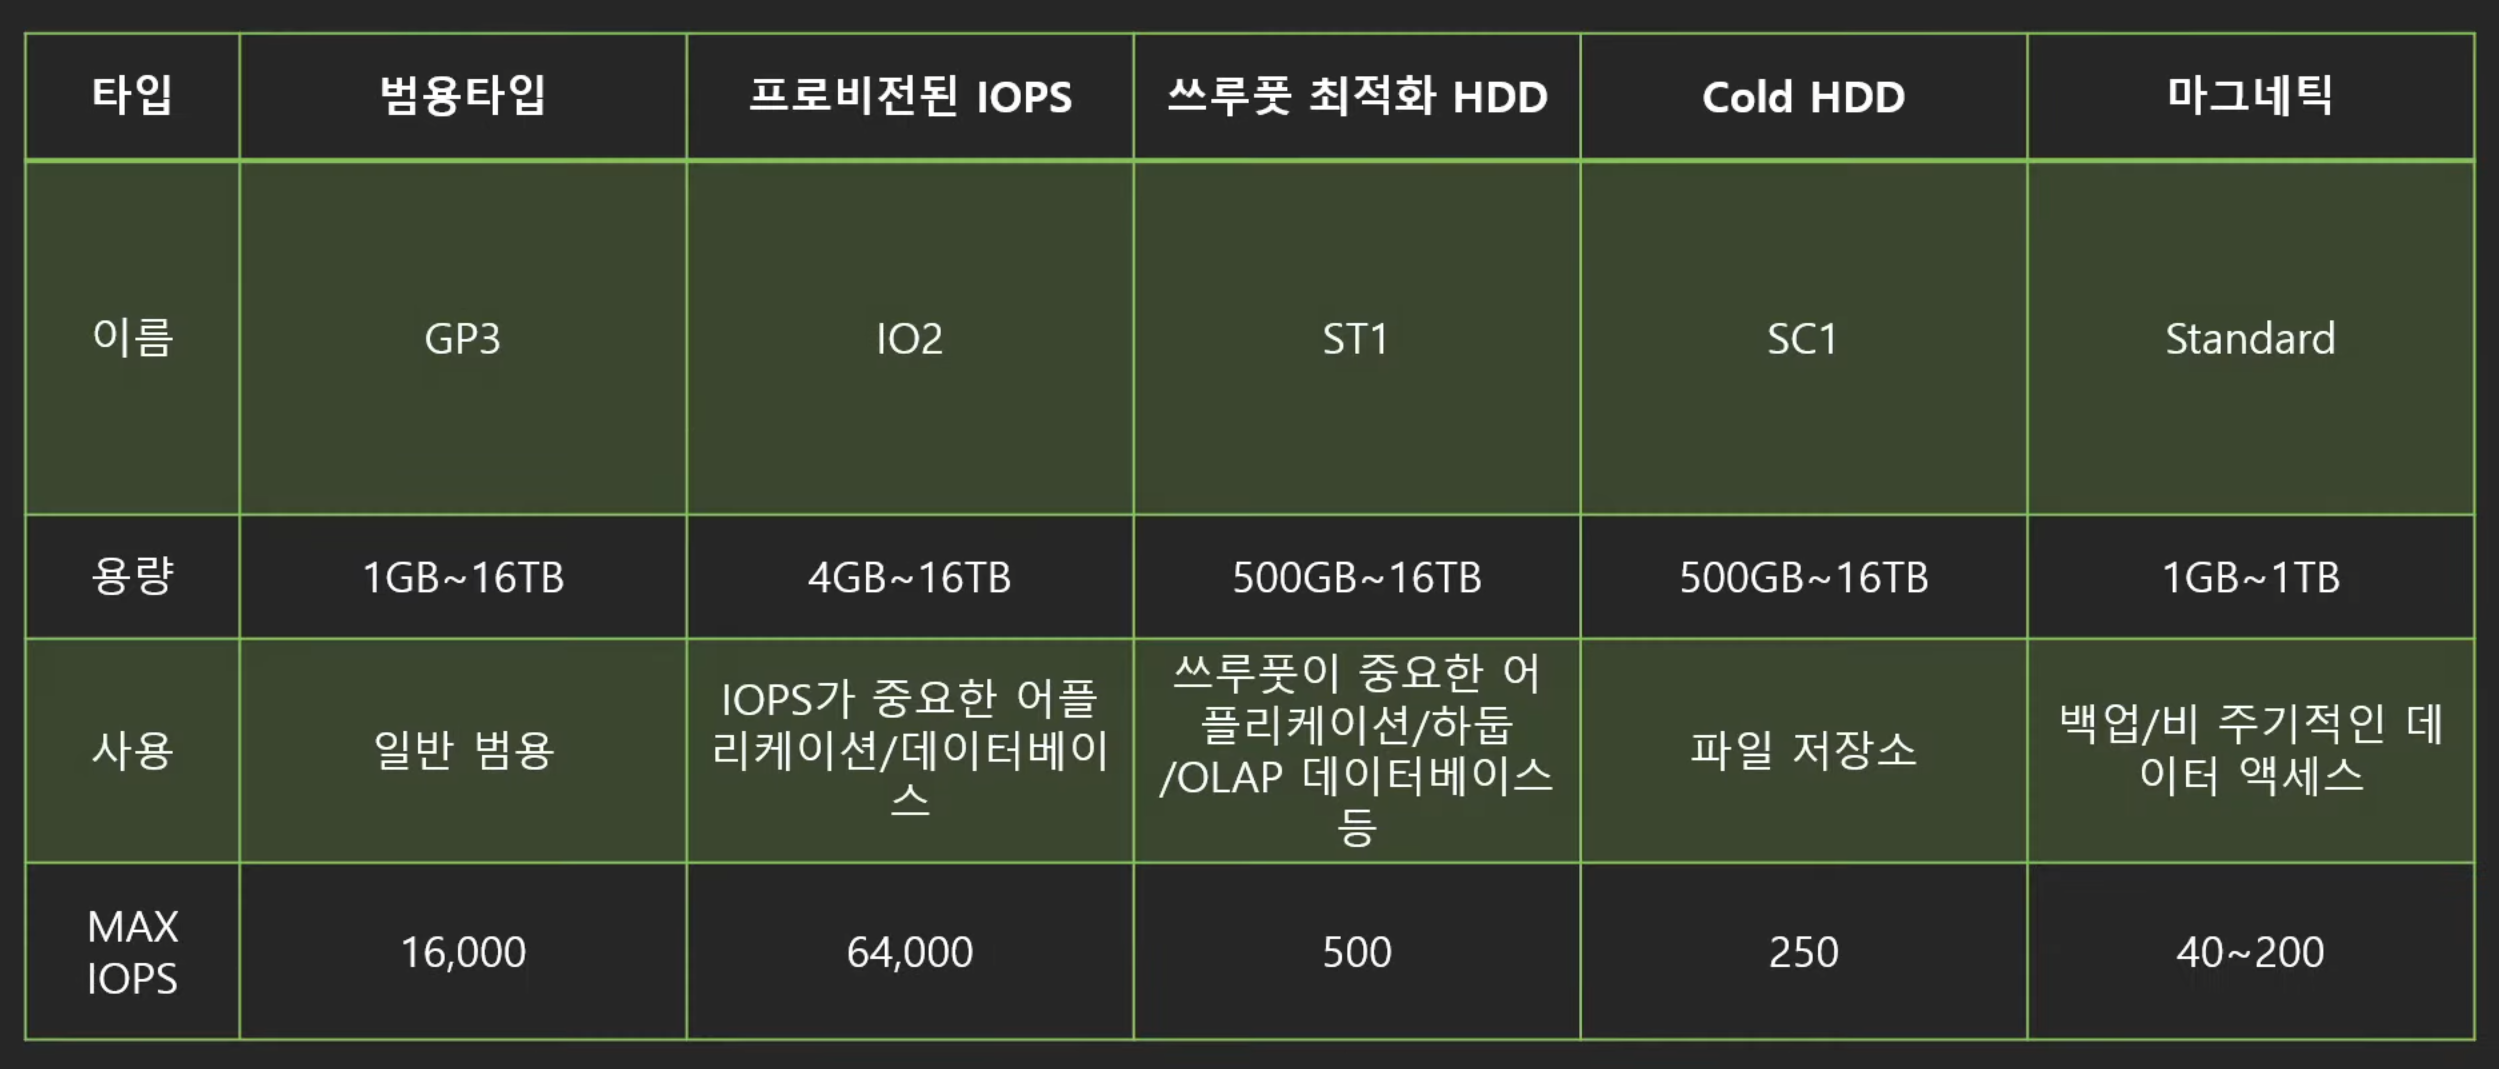 타입 범용타입 프로비전된 IOPS 쓰루풋 최적화 HDD Cold HDD 마그네틱
이름 GP3 IO2 ST1 SC1 Standard
용량 1GB~16TB 4GB~16TB 500GB~16TB 500GB~16TB 1GB~1TB
사용
일반 범용
IOPS가 중요한 어플
리케이션/데이터베이
스
쓰루풋이 중요한 어
플리케이션/하둡
/OLAP 데이터베이스
등
파일 저장소
백업/비 주기적인 데
이터 액세스
MAX
IOPS
16,000 64,000 500 250 40~200